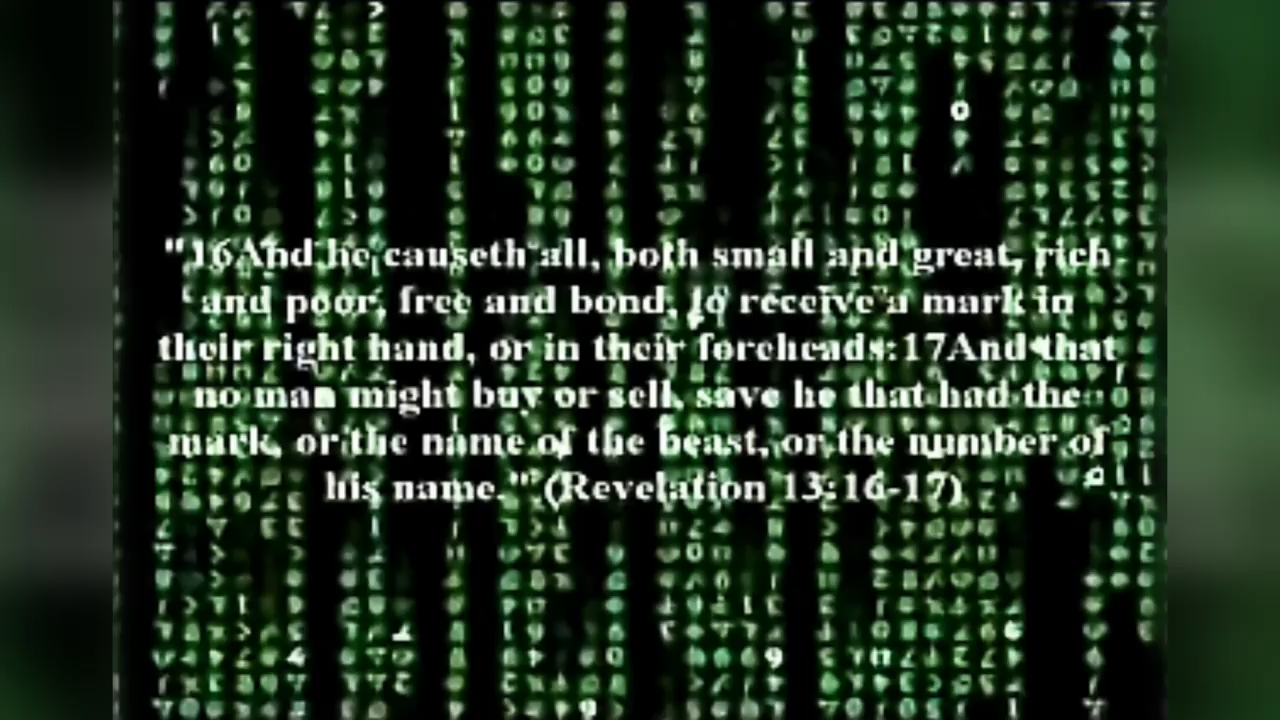 "16And he causeth all, both small and great, rich
and poor, free and bond, to receive a mark in
their right hand, or in their foreheads:17And that
no man might buy or sell, save he that had the
mark, or the name of the beast, or the number of
his name." (Revelation 13:16-17)